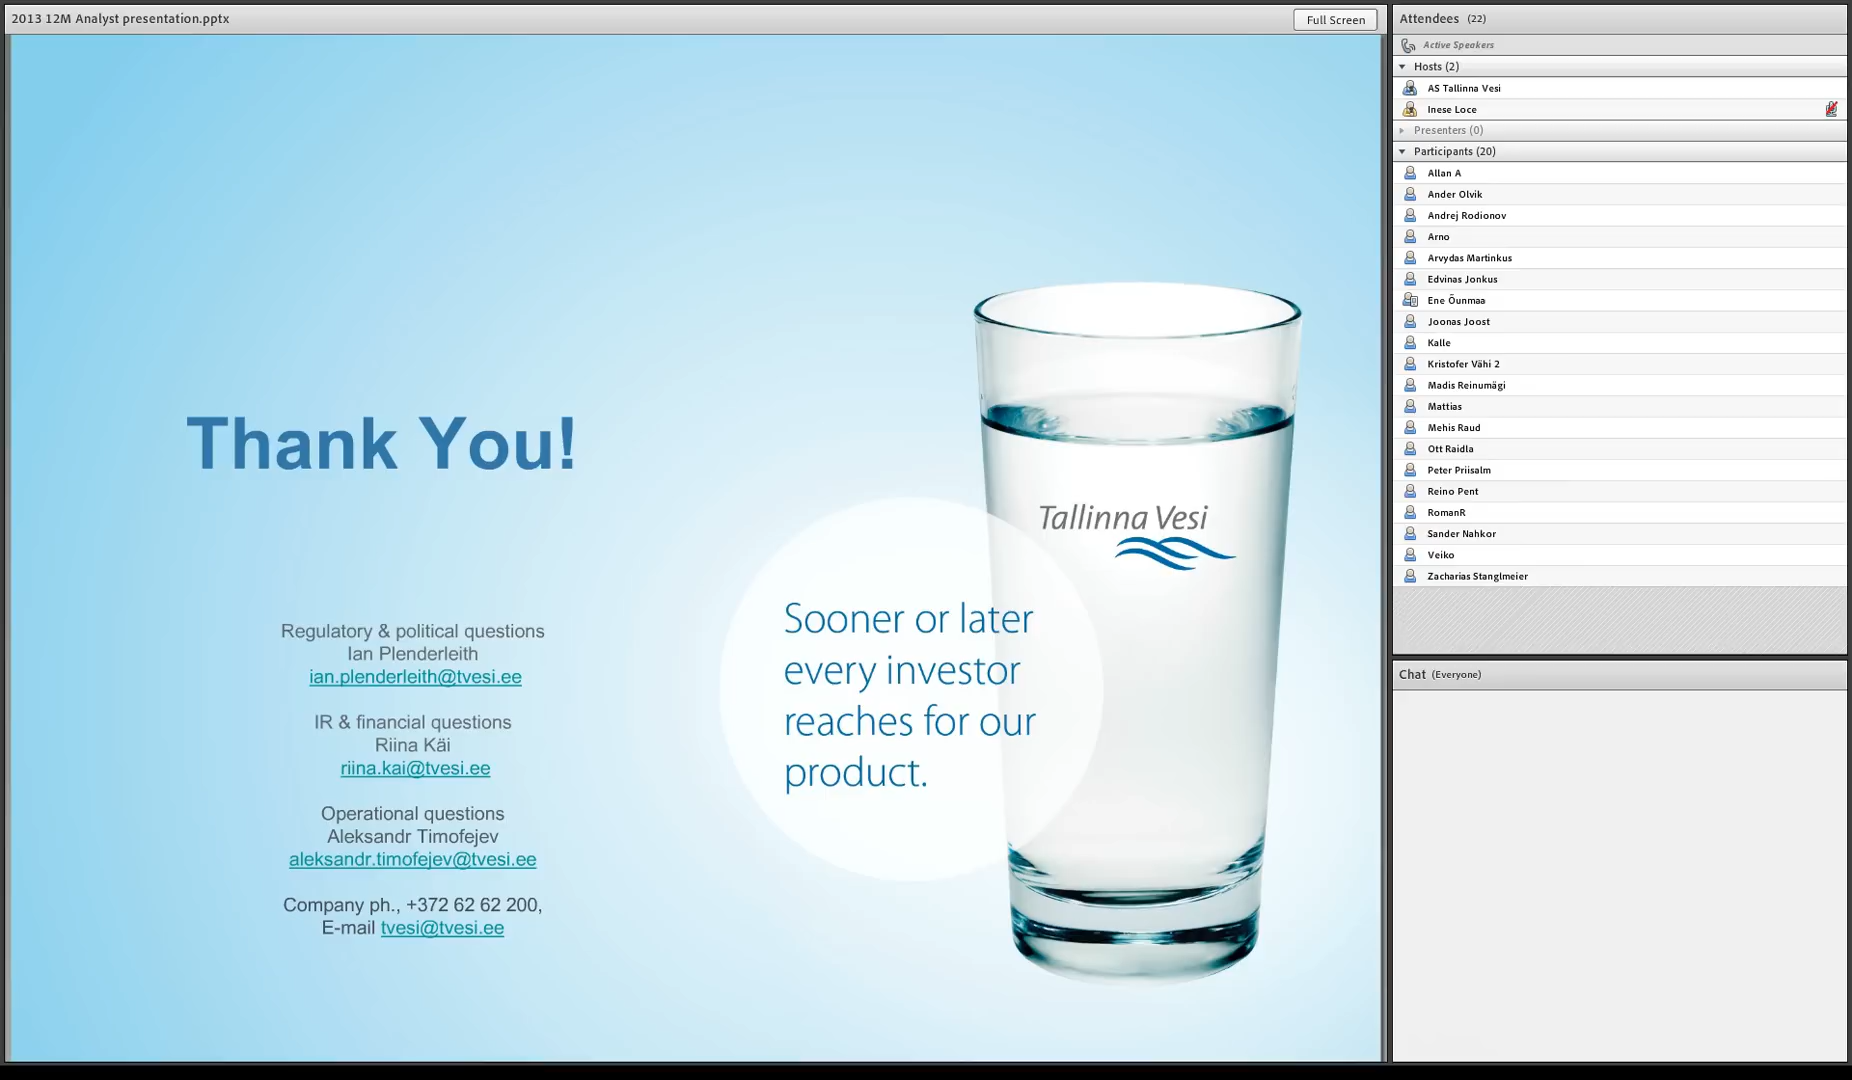 2013 12M Analyst presentation.pptx
Full Screen
Thank You!
Regulatory & political questions
Ian Plenderleith
ian.plenderleith@tvesi.ee
IR & financial questions
Riina Käi
riina.kai@tvesi.ee
Operational questions
Aleksandr Timofejev
aleksandr.timofejev@tvesi.ee
Company ph., +372 62 62 200,
E-mail tvesi@tvesi.ee
Tallinna Vesi
Sooner or later
every investor
reaches for our
product.
Attendees (22)
Active Speakers
Hosts (2)
AS Tallinna Vesi
Inese Loce
Presenters (0)
Participants (20)
Allan A
Ander Olvik
Andrej Rodionov
Arno
Arvydas Martinkus
Edvinas Jonkus
Ene Õunmaa
Joonas Joost
Kalle
Kristofer Vähi 2
Madis Reinumägi
Mattias
Mehis Raud
Ott Raidla
Peter Priisalm
Reino Pent
RomanR
Sander Nahkor
Veiko
Zacharias Stanglmeier
Chat (Everyone)